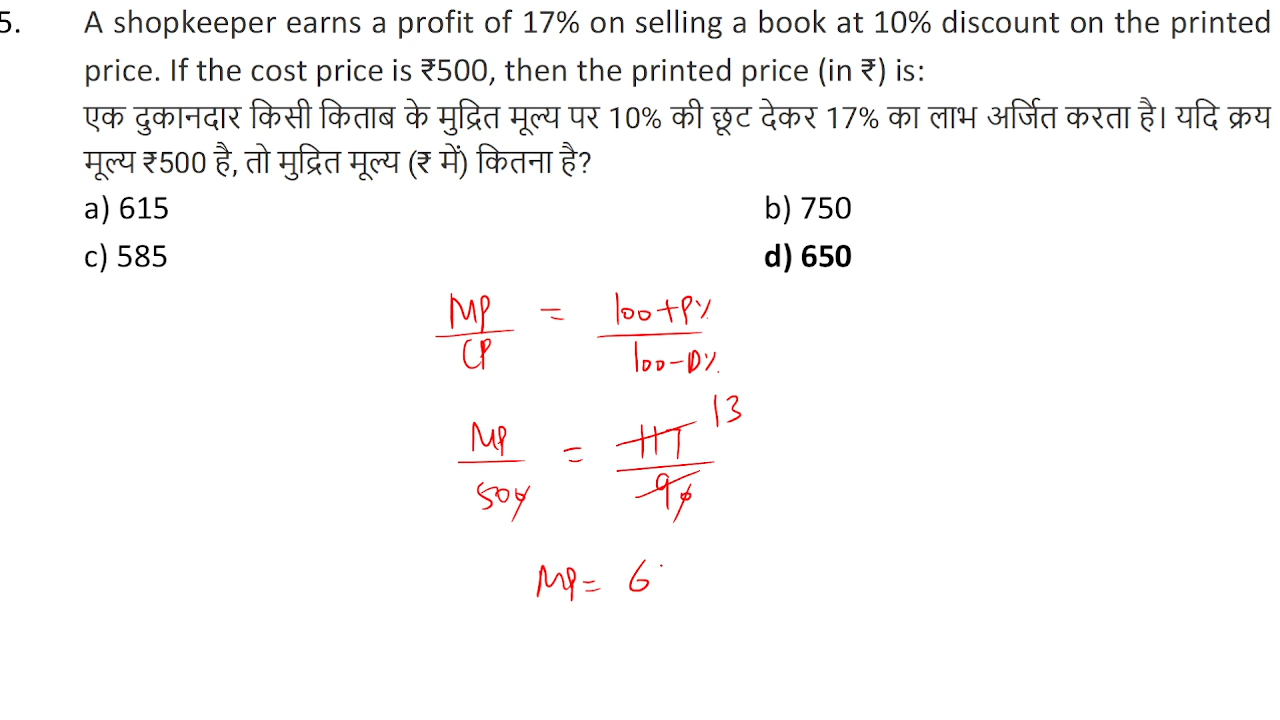 5. A shopkeeper earns a profit of 17% on selling a book at 10% discount on the printed
price. If the cost price is ₹500, then the printed price (in ₹) is:
एक दुकानदार किसी किताब के मुद्रित मूल्य पर 10% की छूट देकर 17% का लाभ अर्जित करता है। यदि क्रय
मूल्य ₹500 है, तो मुद्रित मूल्य (₹ में) कितना है?
a) 615 b) 750
c) 585 d) 650
MP/CP = 100+P%/100-D%
13
MP/500 = 117/90
MP = 6